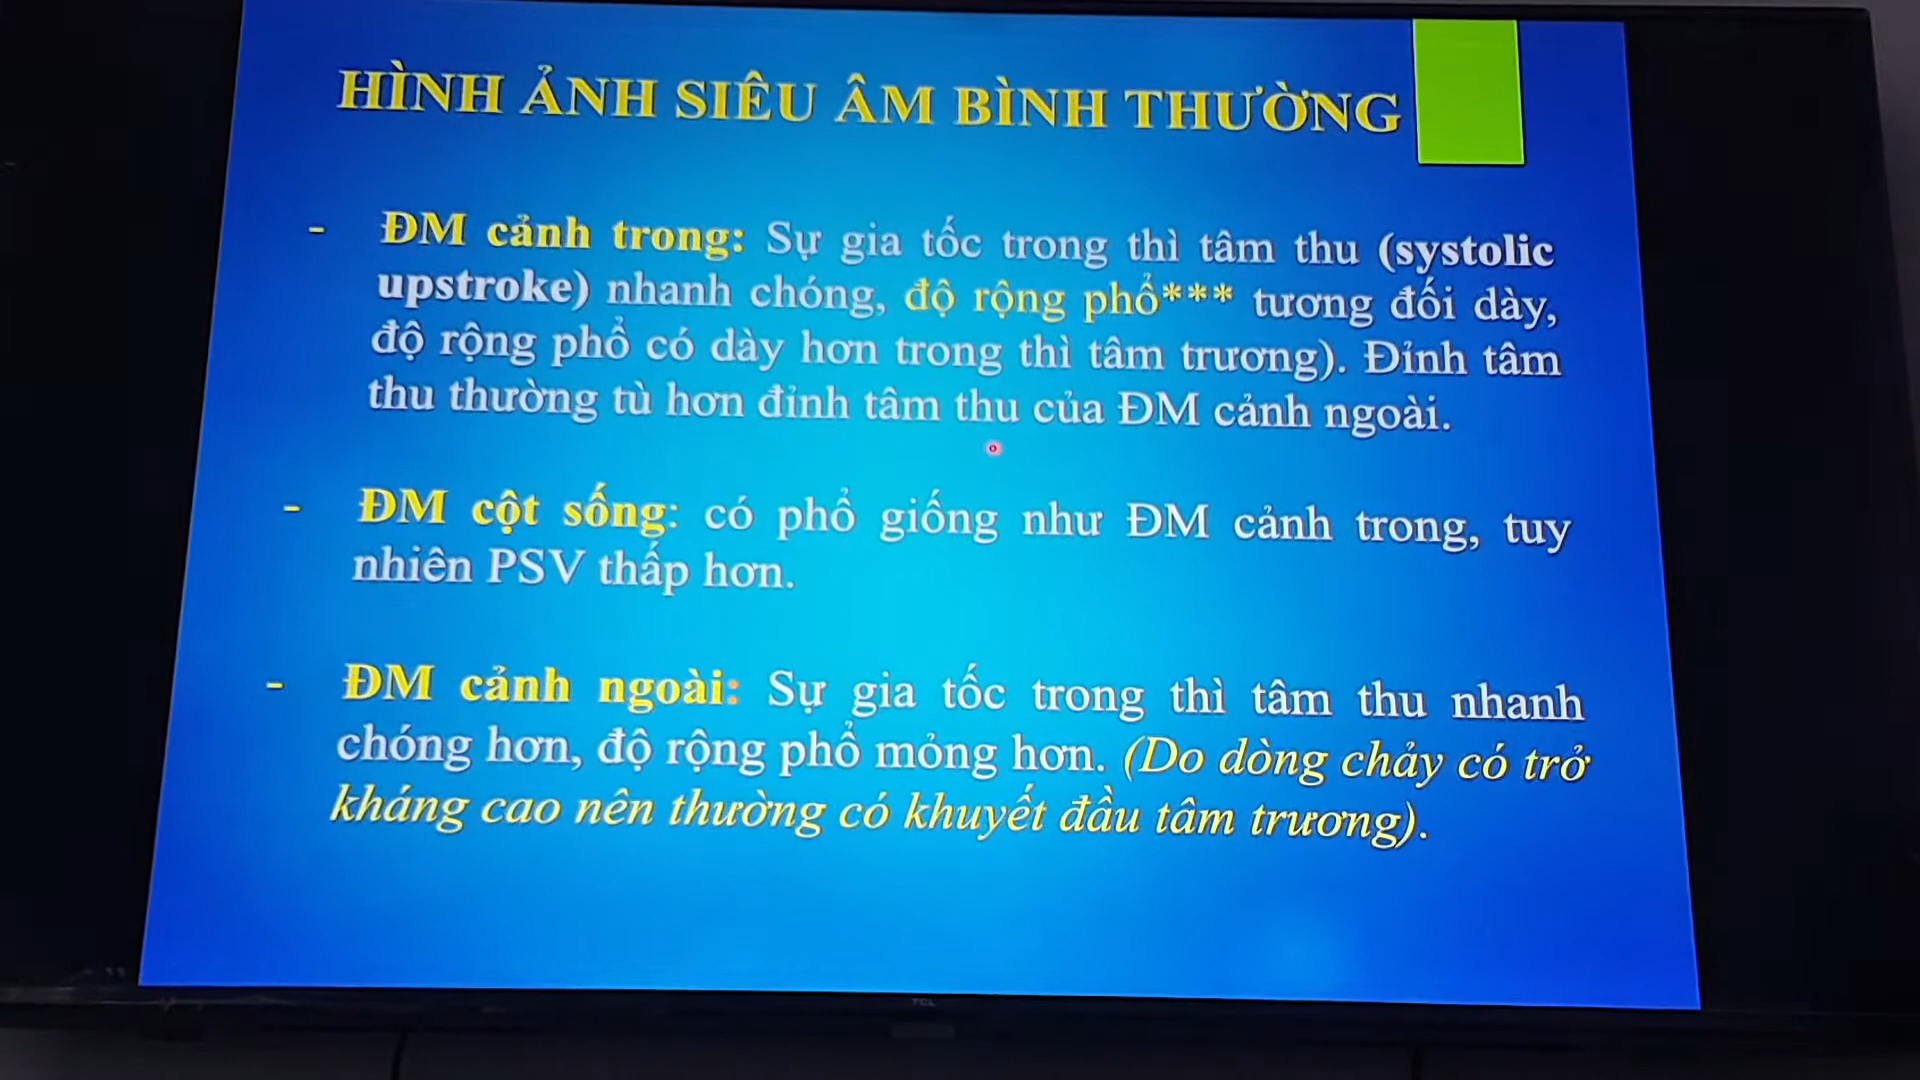 HÌNH ẢNH SIÊU ÂM BÌNH THƯỜNG
- ĐM cảnh trong: Sự gia tốc trong thì tâm thu (systolic
upstroke) nhanh chóng, độ rộng phổ*** tương đối dày,
độ rộng phổ có dày hơn trong thì tâm trương). Đỉnh tâm
thu thường tù hơn đỉnh tâm thu của ĐM cảnh ngoài.
- ĐM cột sống: có phổ giống như ĐM cảnh trong, tuy
nhiên PSV thấp hơn.
- ĐM cảnh ngoài: Sự gia tốc trong thì tâm thu nhanh
chóng hơn, độ rộng phổ mỏng hơn. (Do dòng chảy có trở
kháng cao nên thường có khuyết đầu tâm trương).
TCL